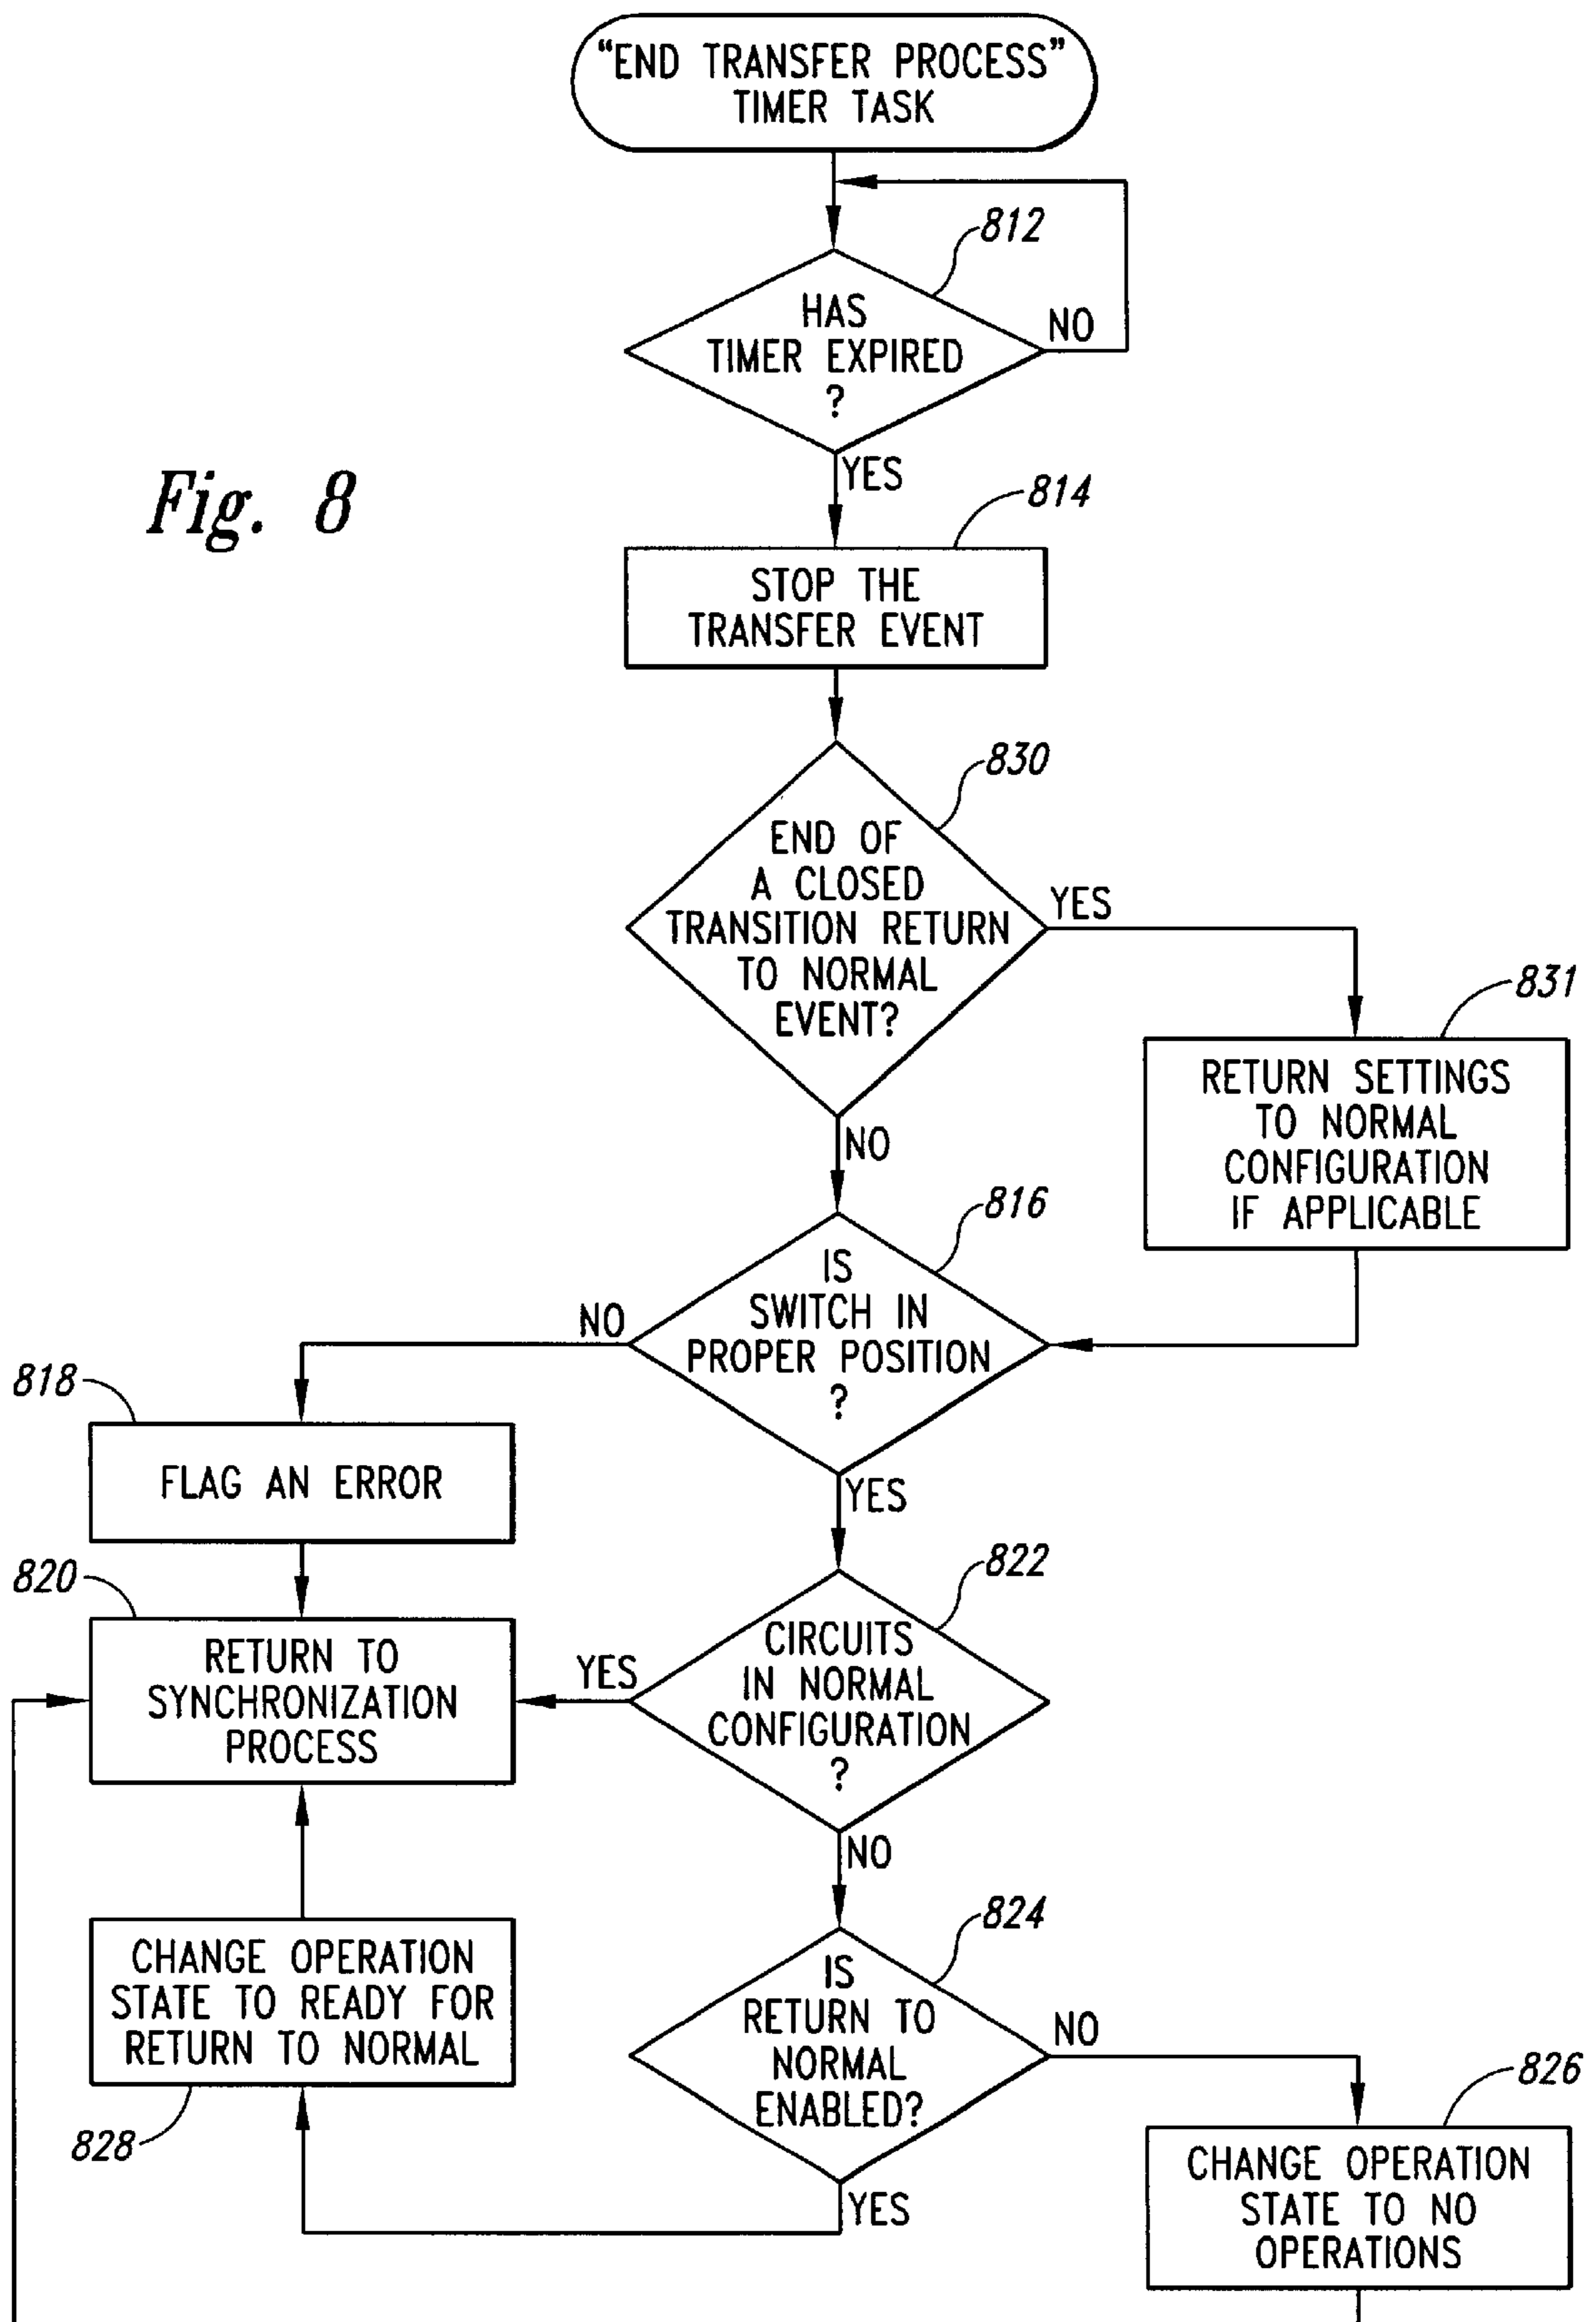 “END TRANSFER PROCESS”
TIMER TASK
812
HAS
TIMER EXPIRED
?
NO
YES
Fig. 8
814
STOP THE
TRANSFER EVENT
830
END OF
A CLOSED
TRANSITION RETURN
TO NORMAL
EVENT?
YES
NO
831
RETURN SETTINGS
TO NORMAL
CONFIGURATION
IF APPLICABLE
816
IS
SWITCH IN
PROPER POSITION
?
NO
YES
818
FLAG AN ERROR
820
RETURN TO
SYNCHRONIZATION
PROCESS
822
CIRCUITS
IN NORMAL
CONFIGURATION
?
YES
NO
824
IS
RETURN TO
NORMAL
ENABLED?
NO
YES
CHANGE OPERATION
STATE TO READY FOR
RETURN TO NORMAL
828
826
CHANGE OPERATION
STATE TO NO
OPERATIONS